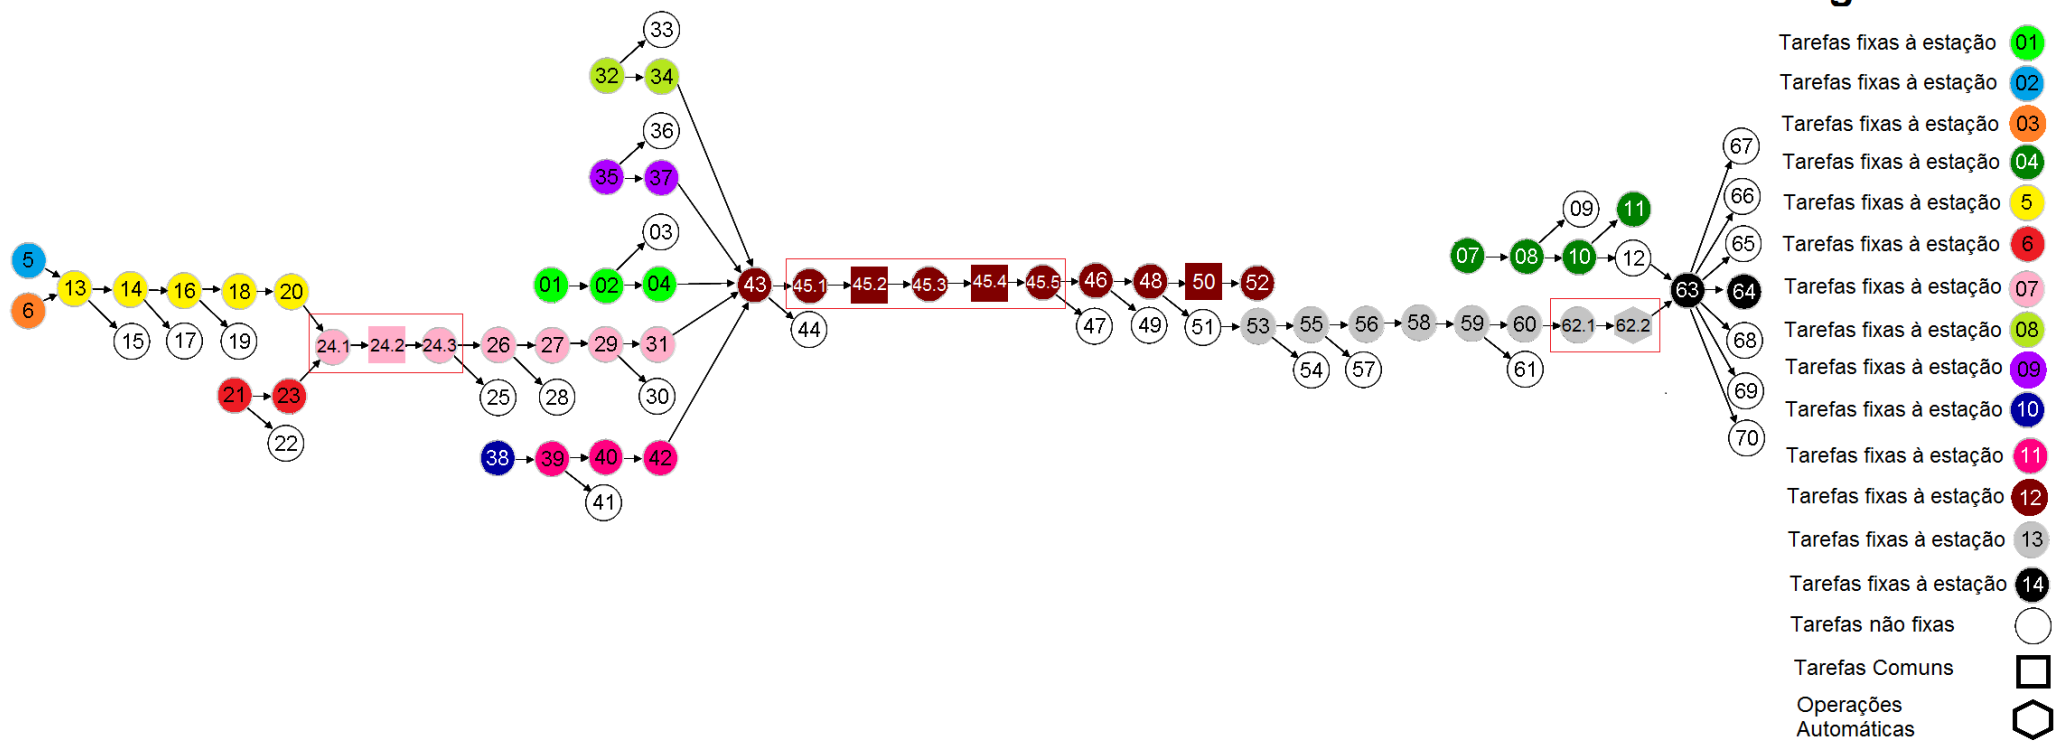 33
32 34
36
35 37
03
01 02 04
5
6
13 14 16 18 20
15 17 19
24.1 24.2 24.3 26 27 29 31
25 28 30
21 23
22
38 39 40 42
41
43 45.1 45.2 45.3 45.4 45.5 46 48 50 52
44 47 49 51 53 55 56 58 59 60 62.1 62.2
54 57 61
09 11
07 08 10 12
67
66
65
63 64
68
69
70
Tarefas fixas à estação 01
Tarefas fixas à estação 02
Tarefas fixas à estação 03
Tarefas fixas à estação 04
Tarefas fixas à estação 5
Tarefas fixas à estação 6
Tarefas fixas à estação 07
Tarefas fixas à estação 08
Tarefas fixas à estação 09
Tarefas fixas à estação 10
Tarefas fixas à estação 11
Tarefas fixas à estação 12
Tarefas fixas à estação 13
Tarefas fixas à estação 14
Tarefas não fixas
Tarefas Comuns
Operações
Automáticas